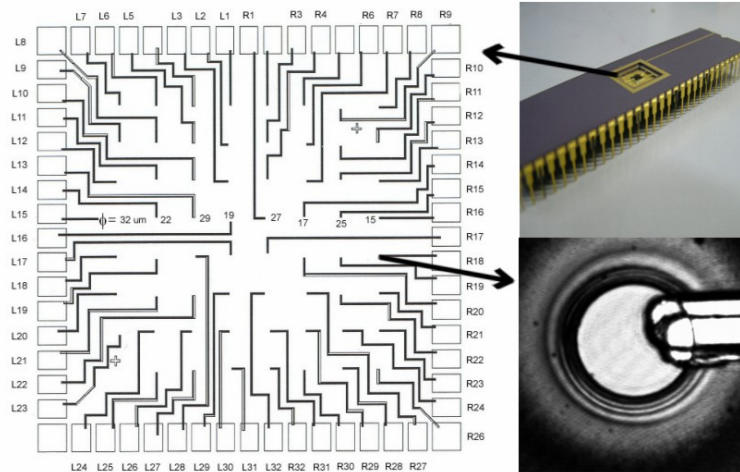 L7 L6 L5 L3 L2 L1 R1 R3 R4 R6 R7 R8 R9
L8
L9 R10
L10 R11
L11 R12
L12 R13
L13 R14
L14 R15
L15 ϕ = 32 um 22 29 19 27 17 25 15 R16
L16 R17
L17 R18
L18 R19
L19 R20
L20 R21
L21 R22
L22 R23
L23 R24
R26
L24 L25 L26 L27 L28 L29 L30 L31 L32 R32 R31 R30 R29 R28 R27